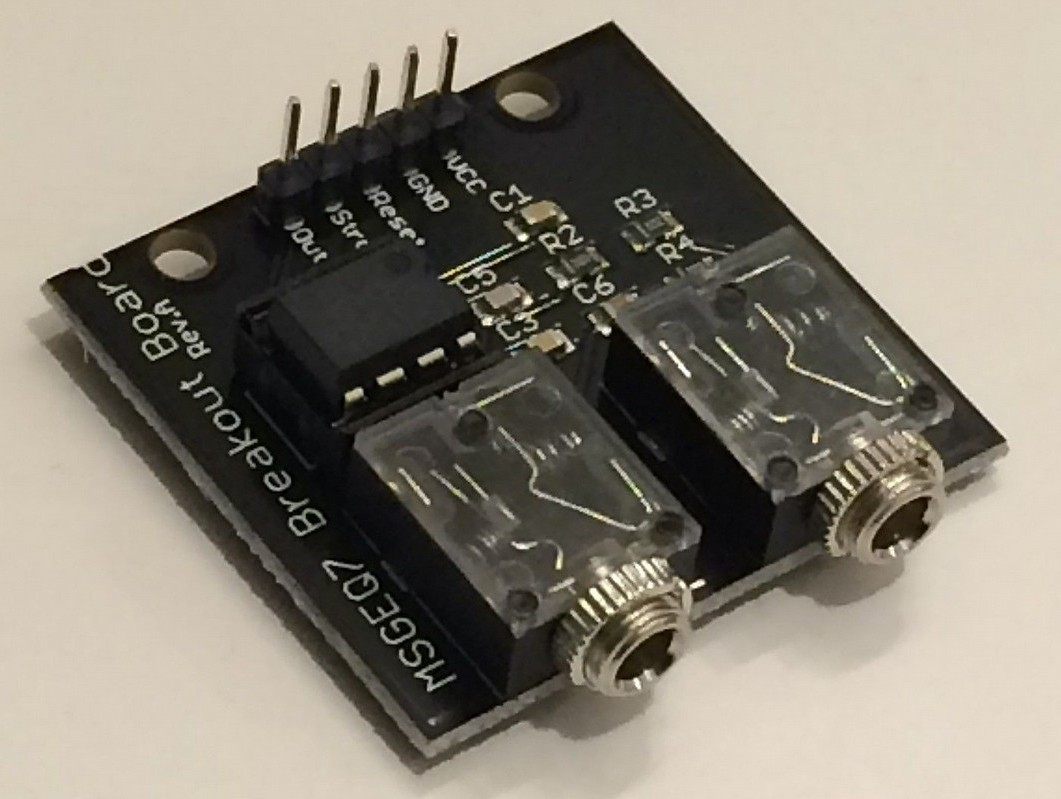 VCC
GND
Rese
Str
Out
C1
R3
R2
R4
C5
C6
C3
MSGEQ7 Breakout Board
Rev.A